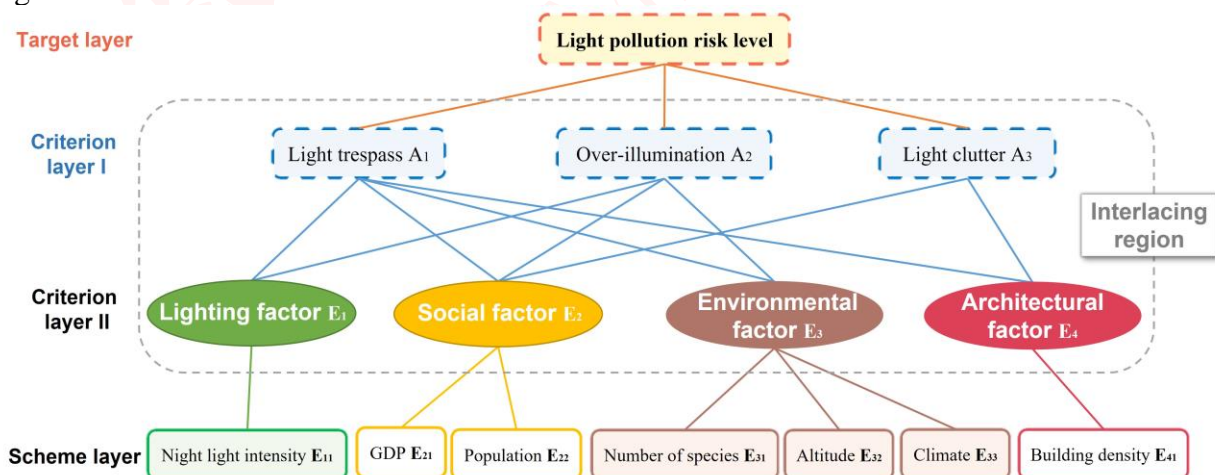 Target layer
Light pollution risk level
Criterion
layer I
Light trespass A1
Over-illumination A2
Light clutter A3
Interlacing
region
Criterion
layer II
Lighting factor E1
Social factor E2
Environmental
factor E3
Architectural
factor E4
Scheme layer
Night light intensity E11
GDP E21
Population E22
Number of species E31
Altitude E32
Climate E33
Building density E41